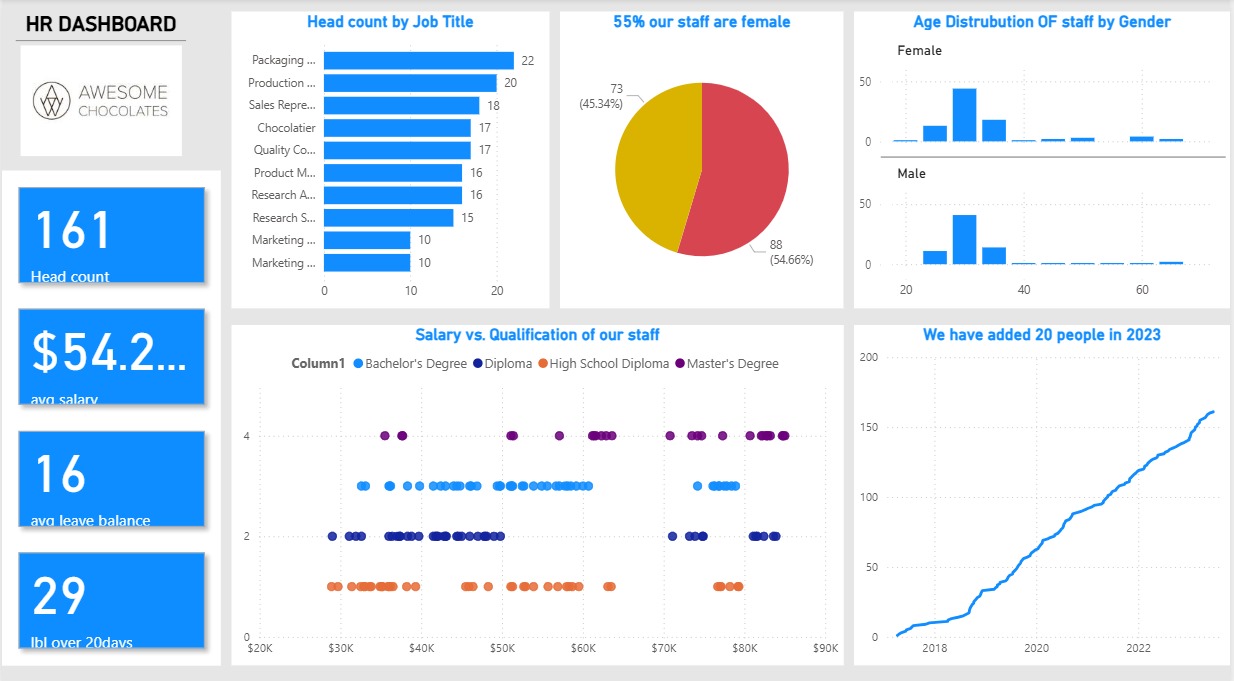 HR DASHBOARD
AWESOME
CHOCOLATES
161
Head count
$54.2...
avg salary
16
avg leave balance
29
lbl over 20days
Head count by Job Title
Packaging ... 22
Production ... 20
Sales Repre... 18
Chocolatier 17
Quality Co... 17
Product M... 16
Research A... 16
Research S... 15
Marketing ... 10
Marketing ... 10
0 10 20
55% our staff are female
73
(45.34%)
88
(54.66%)
Age Distrubution OF staff by Gender
Female
50
0
Male
50
0
20 40 60
Salary vs. Qualification of our staff
Column1 Bachelor's Degree Diploma High School Diploma Master's Degree
4
2
0
$20K $30K $40K $50K $60K $70K $80K $90K
We have added 20 people in 2023
200
150
100
50
0
2018 2020 2022